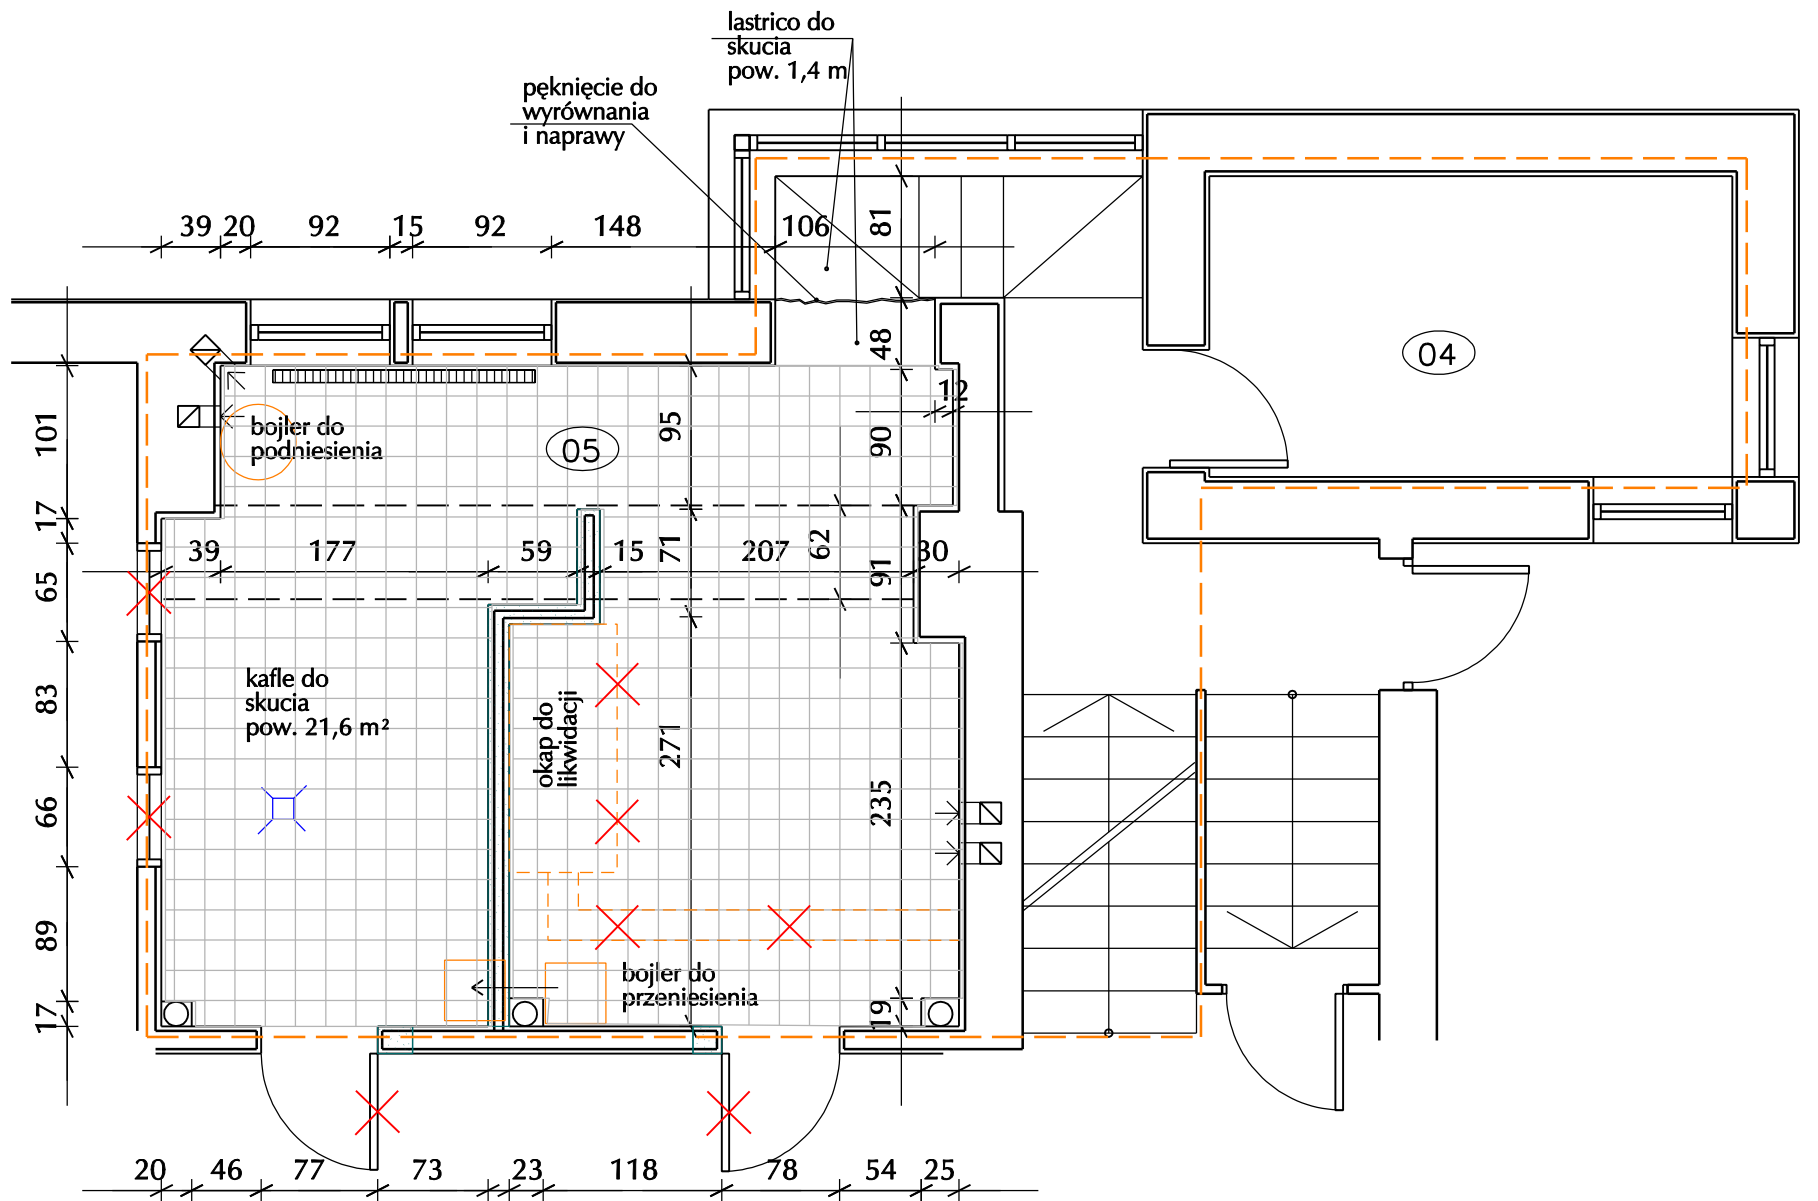 lastrico do
skucia
pow. 1,4 m
pęknięcie do
wyrównania
i naprawy
39 20 92 15 92 148 106
81
48
12
04
101
bojler do
podniesienia
05
95
90
17
39 177 59 15 71 207 62 91 30
65
kafle do
skucia
pow. 21,6 m²
83
okap do
likwidacji
271
66
235
89
bojler do
przeniesienia
17
19
20 46 77 73 23 118 78 54 25